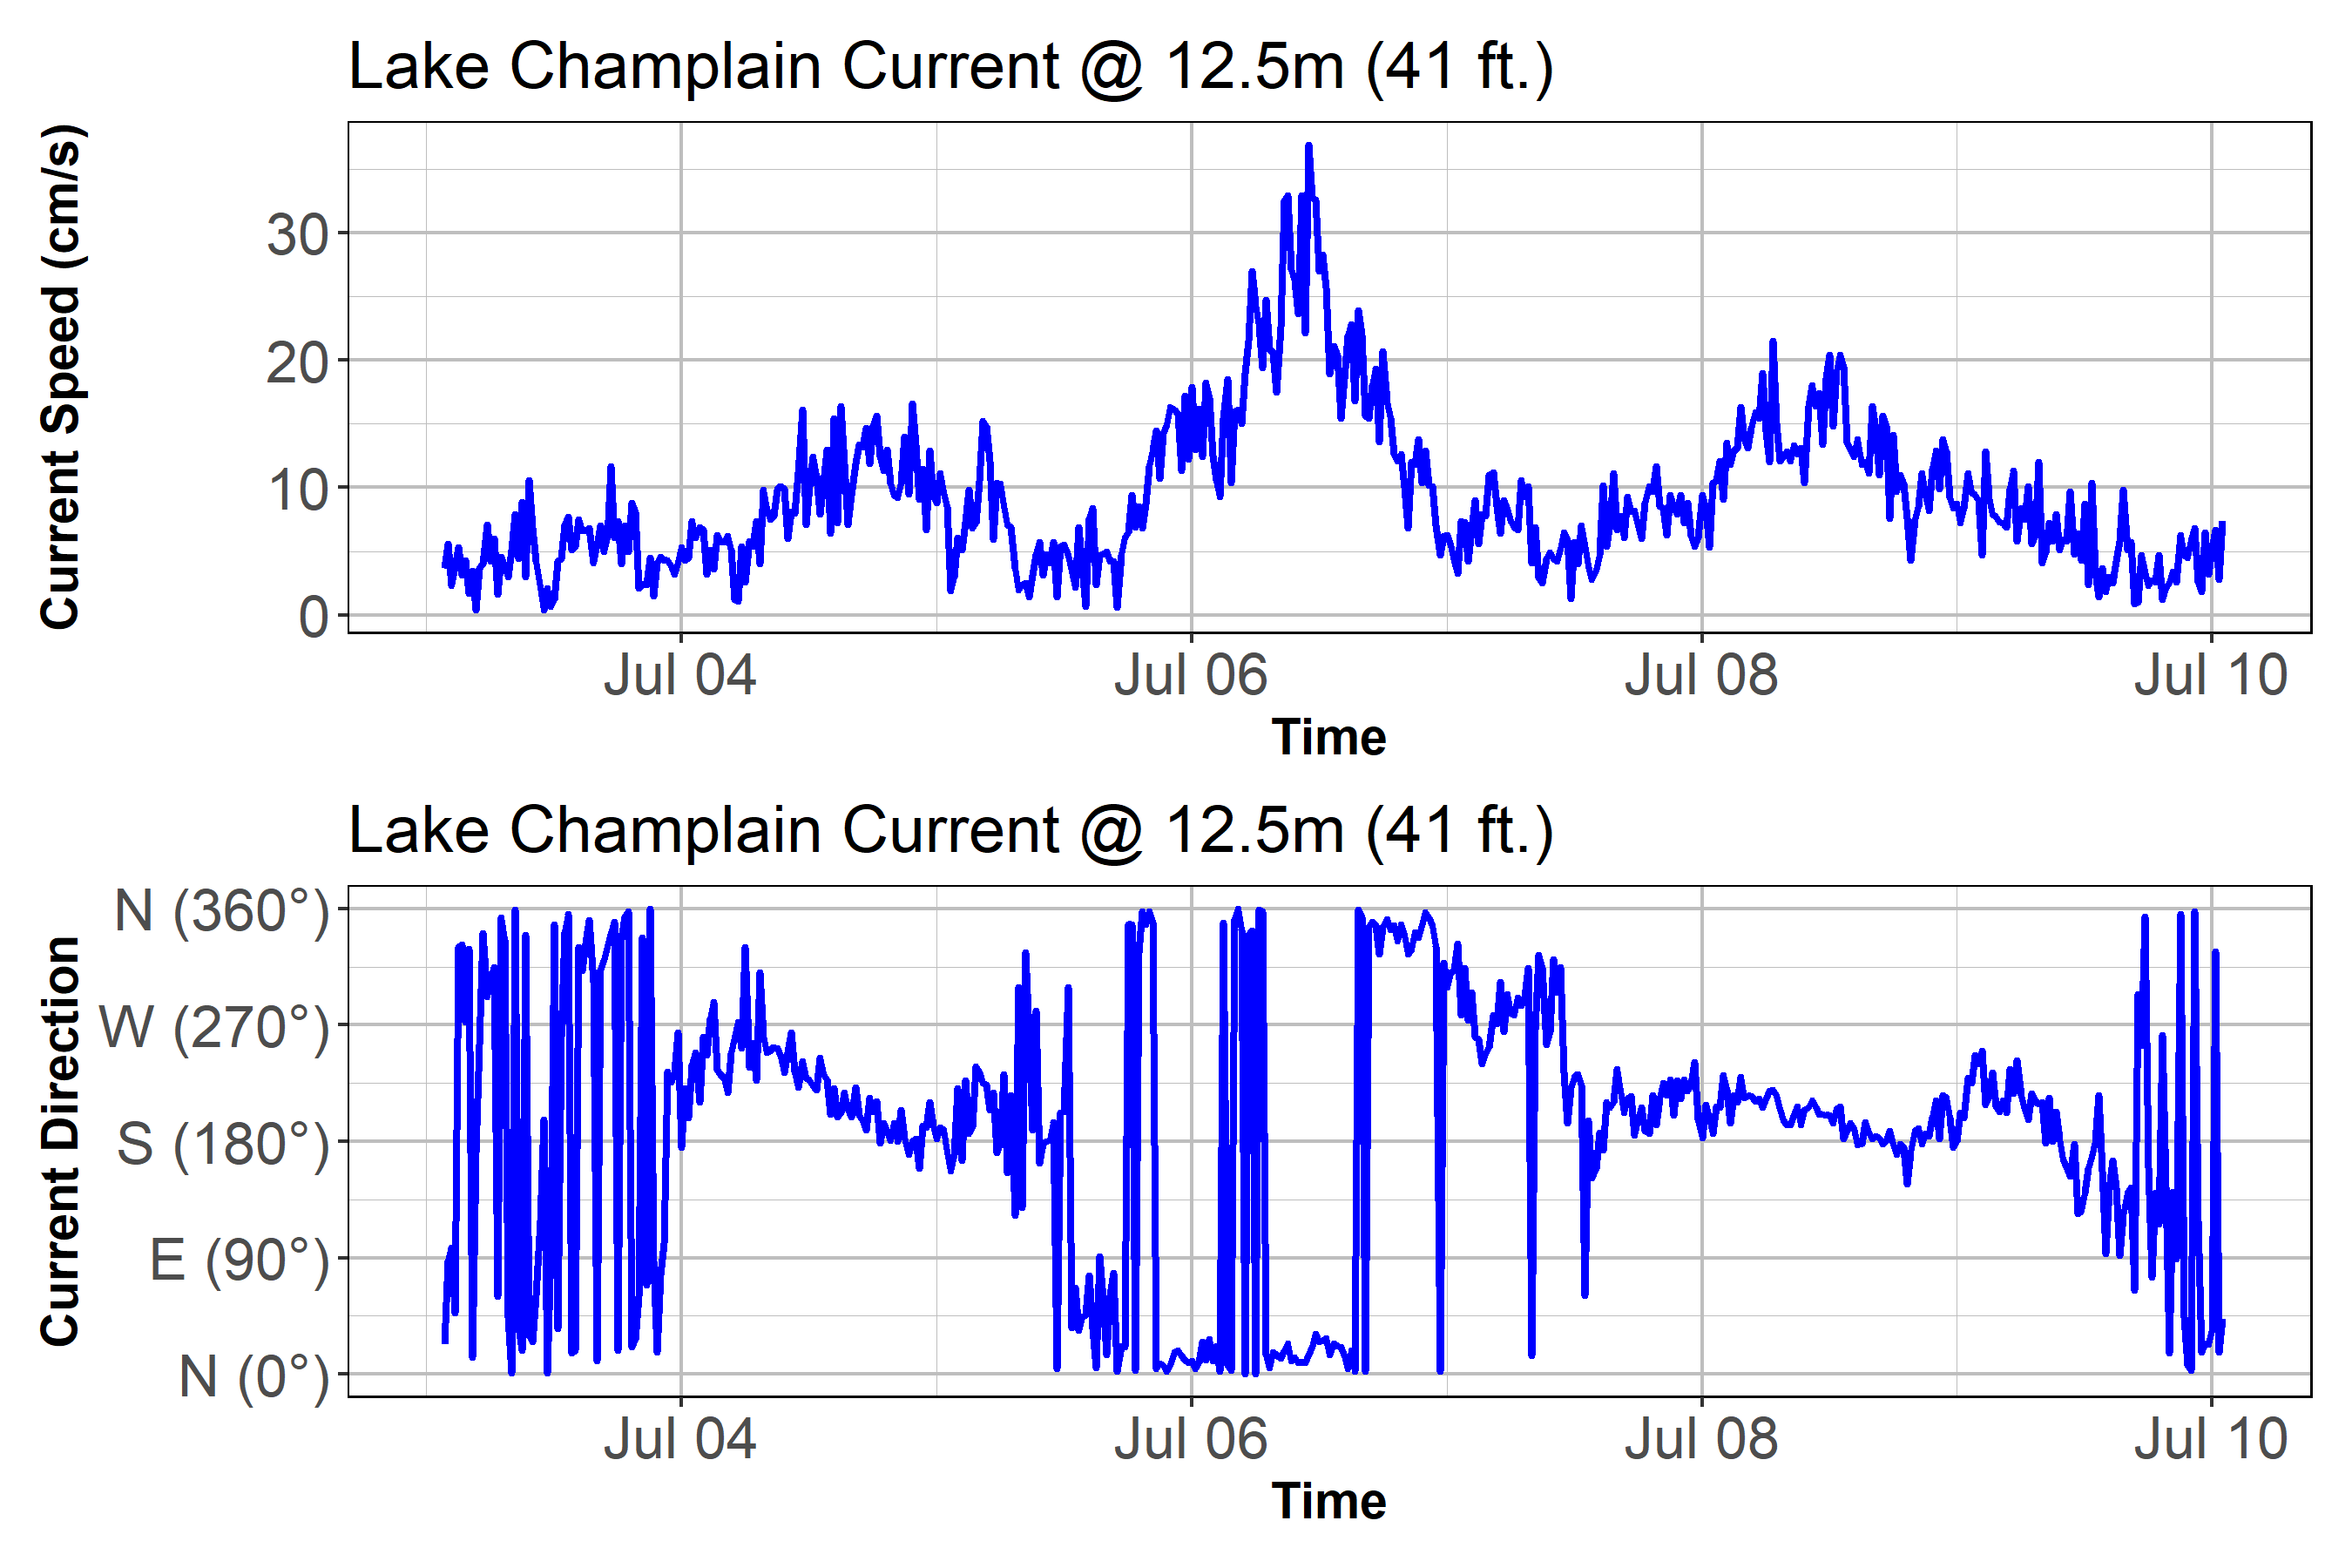 Lake Champlain Current @ 12.5m (41 ft.)
Current Speed (cm/s)
30
20
10
0
Jul 04 Jul 06 Jul 08 Jul 10
Time
Lake Champlain Current @ 12.5m (41 ft.)
Current Direction
N (360°)
W (270°)
S (180°)
E (90°)
N (0°)
Jul 04 Jul 06 Jul 08 Jul 10
Time